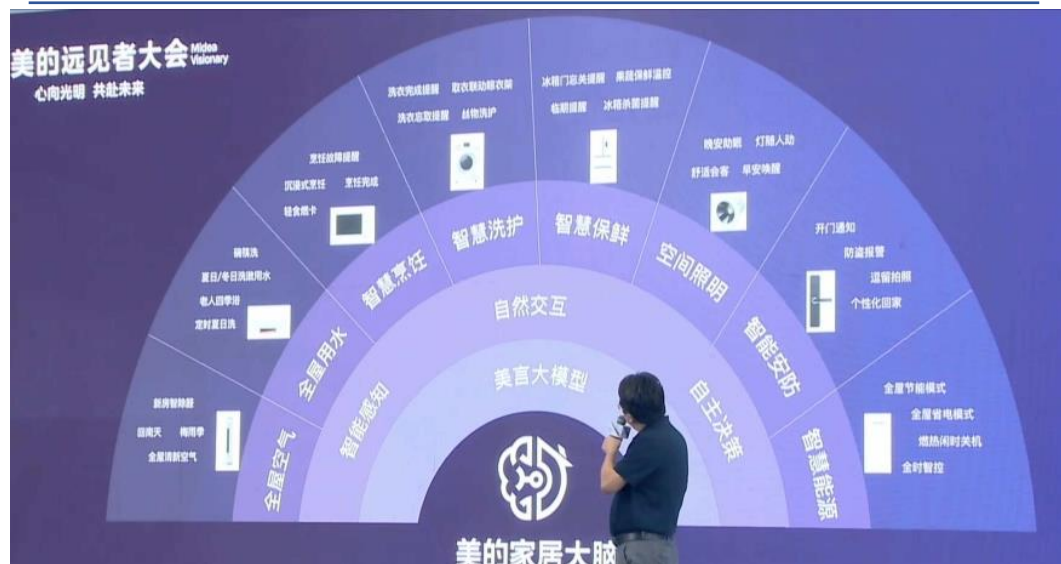 美的远见者大会 Midea Visionary
心向光明 共赴未来
洗衣完成提醒 取衣联动晾衣架
洗衣忘取提醒 丝物洗护
冰箱门忘关提醒 果蔬保鲜温控
临期提醒 冰箱杀菌提醒
烹饪故障提醒
沉浸式烹饪 烹饪完成
轻食燃卡
晚安助眠 灯随人动
舒适会客 早安唤醒
碗筷洗
夏日/冬日洗漱用水
老人四季浴
定时夏日洗
开门通知
防盗报警
逗留拍照
个性化回家
新房智除醛
回南天 梅雨季
全屋清新空气
全屋节能模式
全屋省电模式
燃热闲时关机
全时智控
全屋空气
全屋用水
智慧烹饪
智慧洗护
智慧保鲜
空间照明
智能安防
智慧能源
智能感知
自然交互
自主决策
美言大模型
美的家居大脑